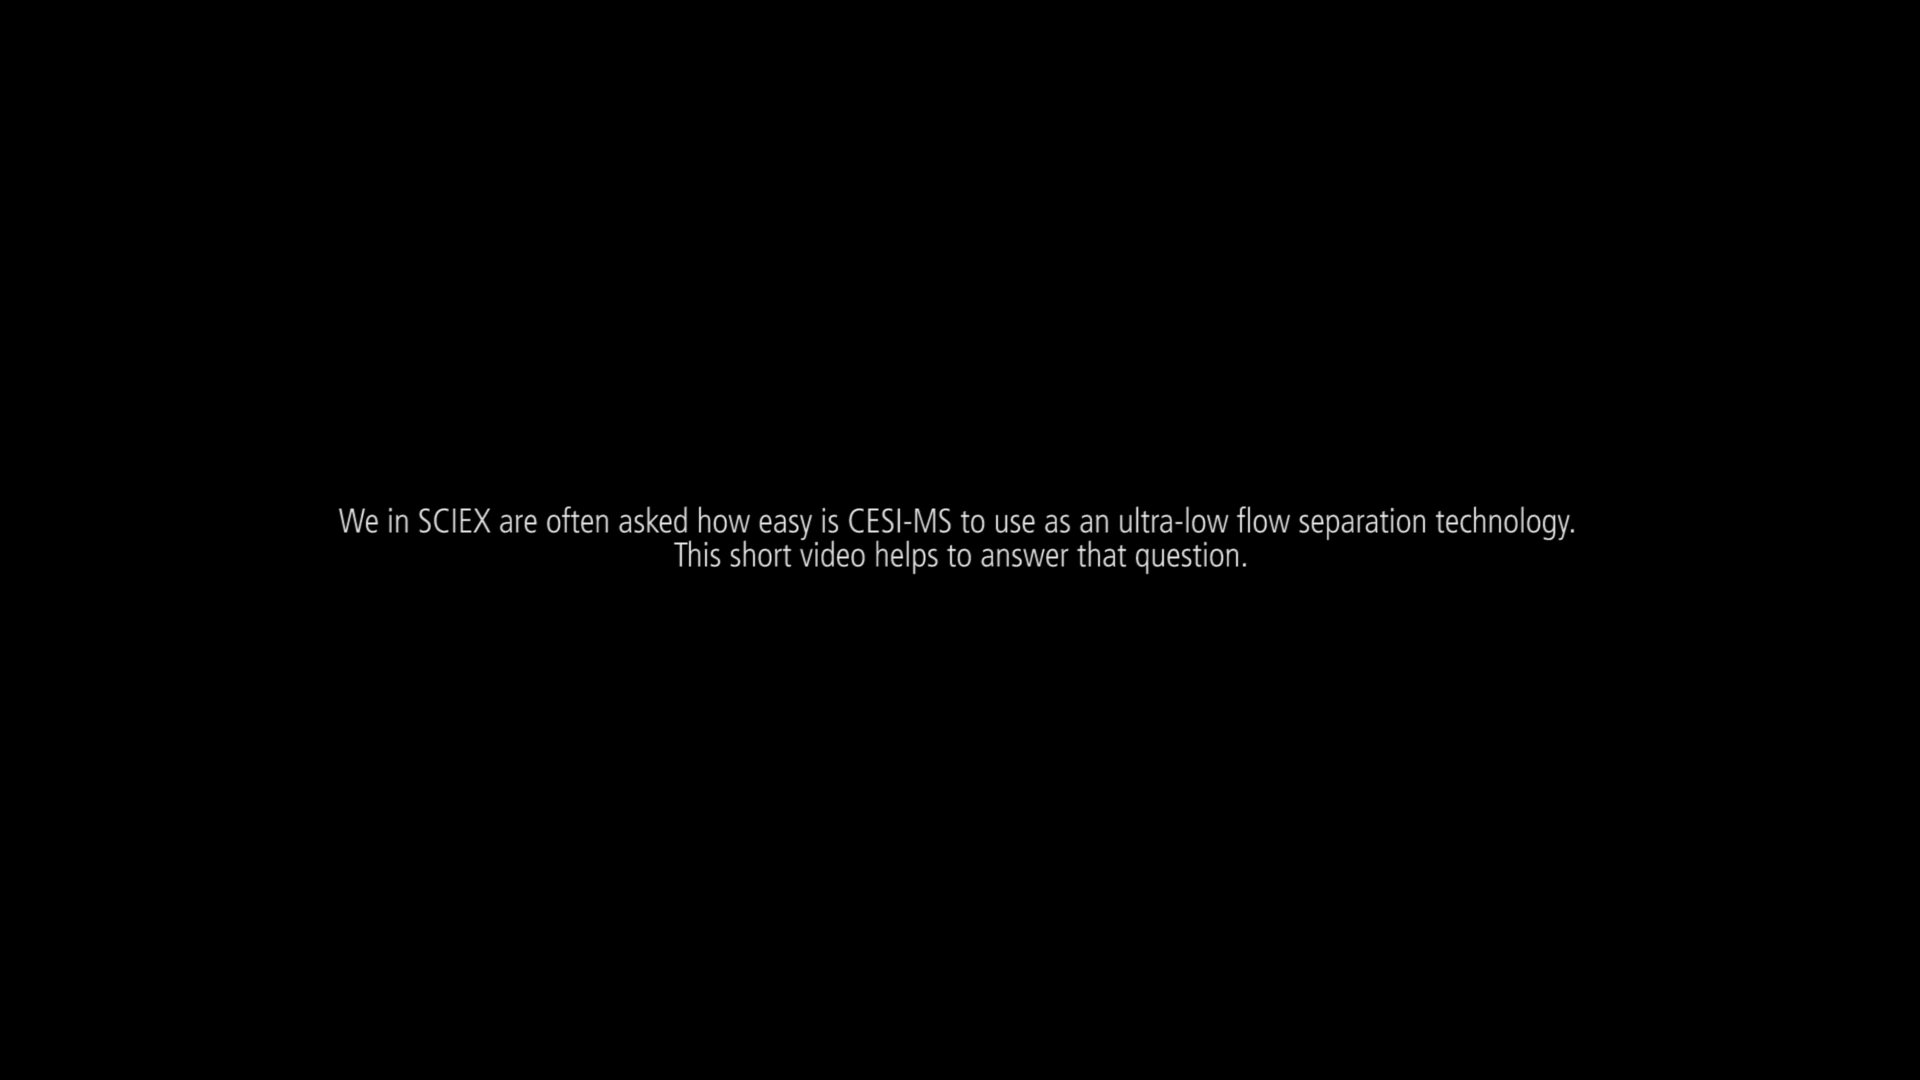 We in SCIEX are often asked how easy is CESI-MS to use as an ultra-low flow separation technology.
This short video helps to answer that question.